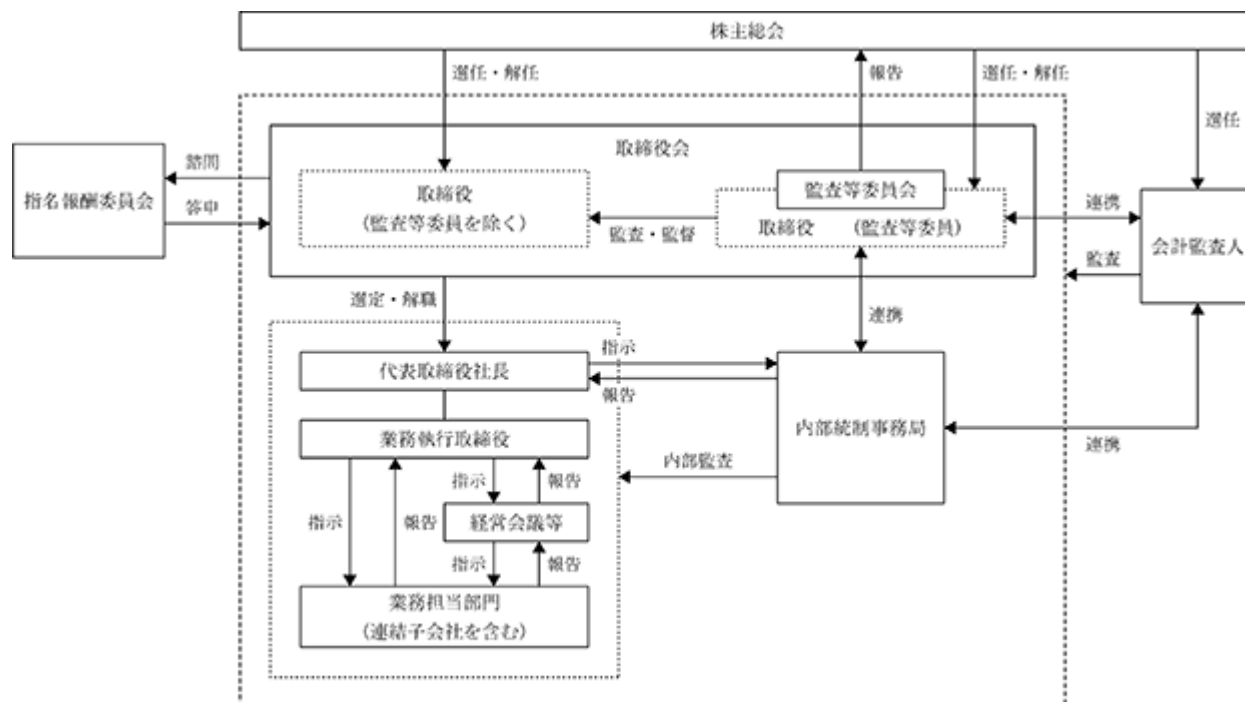 株主総会
選任・解任
報告
選任・解任
選任
取締役会
諮問
指名報酬委員会
答申
取締役
(監査等委員を除く)
監査・監督
監査等委員会
取締役 (監査等委員)
連携
会計監査人
監査
選定・解職
連携
代表取締役社長
指示
報告
業務執行取締役
内部統制事務局
連携
内部監査
指示
報告
経営会議等
指示
報告
指示
報告
業務担当部門
(連結子会社を含む)